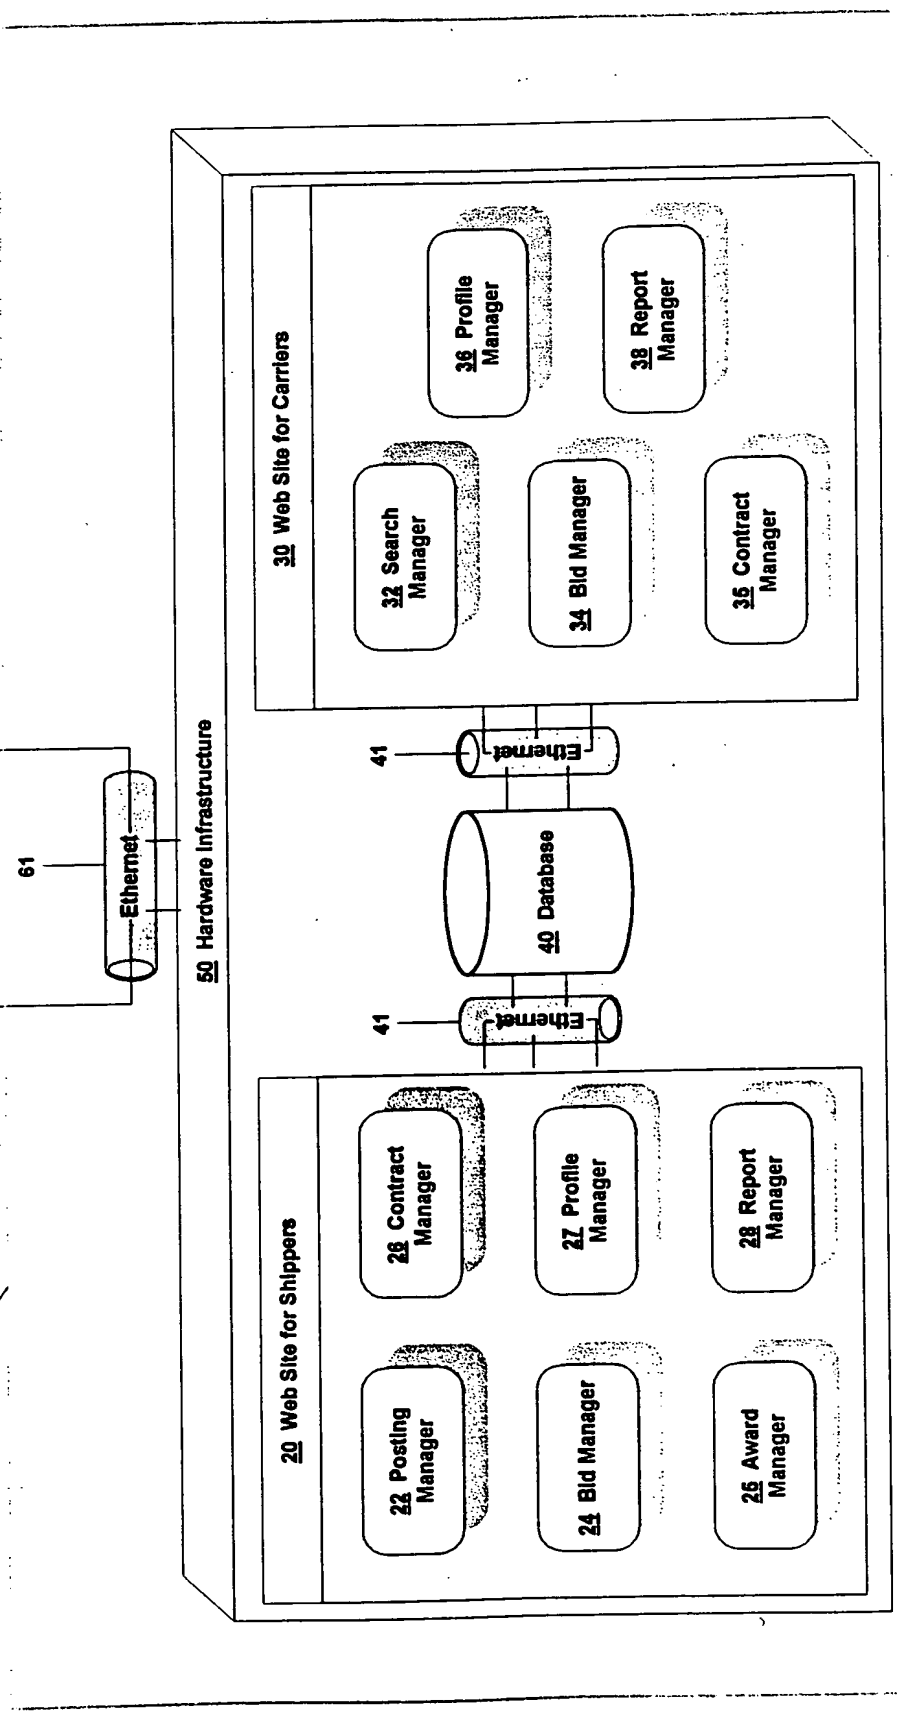 61
Ethernet
50 Hardware Infrastructure
20 Web Site for Shippers
22 Posting
Manager
26 Contract
Manager
24 Bid Manager
27 Profile
Manager
25 Award
Manager
28 Report
Manager
41
Ethernet
40 Database
41
Ethernet
30 Web Site for Carriers
32 Search
Manager
36 Profile
Manager
34 Bid Manager
38 Report
Manager
35 Contract
Manager